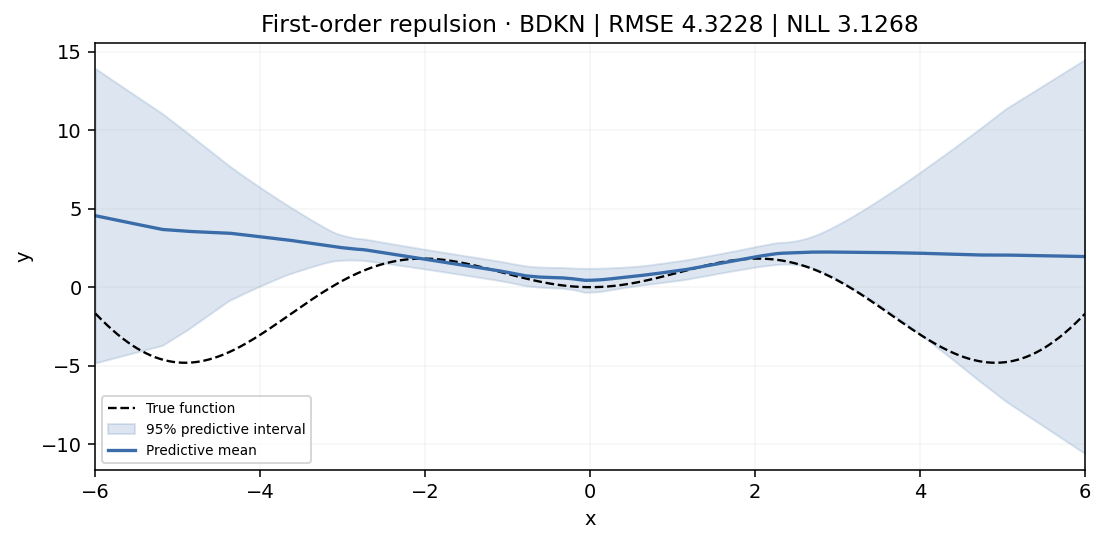 First-order repulsion · BDKN | RMSE 4.3228 | NLL 3.1268
15
10
5
0
−5
−10
y
True function
95% predictive interval
Predictive mean
−6 −4 −2 0 2 4 6
x